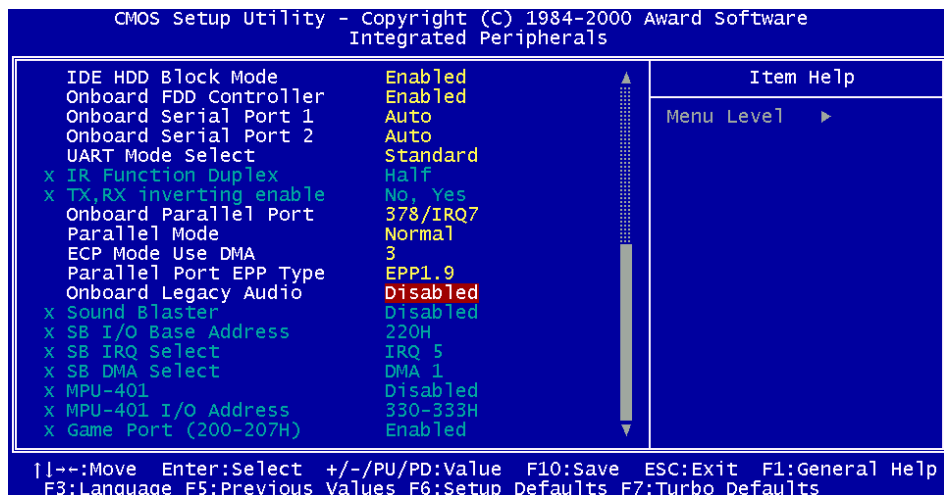 CMOS Setup Utility - Copyright (C) 1984-2000 Award Software
Integrated Peripherals
IDE HDD Block Mode Enabled
Onboard FDD Controller Enabled
Onboard Serial Port 1 Auto
Onboard Serial Port 2 Auto
UART Mode Select Standard
x IR Function Duplex Half
x TX,RX inverting enable No, Yes
Onboard Parallel Port 378/IRQ7
Parallel Mode Normal
ECP Mode Use DMA 3
Parallel Port EPP Type EPP1.9
Onboard Legacy Audio Disabled
x Sound Blaster Disabled
x SB I/O Base Address 220H
x SB IRQ Select IRQ 5
x SB DMA Select DMA 1
x MPU-401 Disabled
x MPU-401 I/O Address 330-333H
x Game Port (200-207H) Enabled
Item Help
Menu Level ►
↑↓→←:Move Enter:Select +/-/PU/PD:Value F10:Save ESC:Exit F1:General Help
F3:Language F5:Previous Values F6:Setup Defaults F7:Turbo Defaults